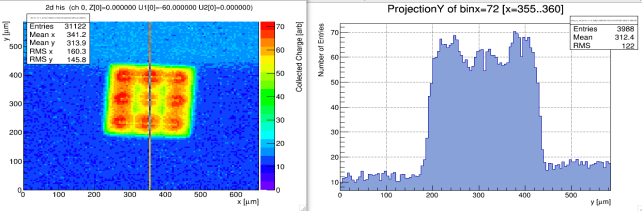 2d his (ch 0, Z[0]=0.000000 U1[0]=-60.000000 U2[0]=0.000000)
Entries 31122
Mean x 341.2
Mean y 313.9
RMS x 160.3
RMS y 145.8
y [μm]
500
400
300
200
100
0
0 100 200 300 400 500 600
x [μm]
70
60
50
40
30
20
10
0
Collected Charge [arb]
ProjectionY of binx=72 [x=355..360]
Entries 3988
Mean 312.4
RMS 122
Number of Entries
70
60
50
40
30
20
10
0 100 200 300 400 500
y [μm]